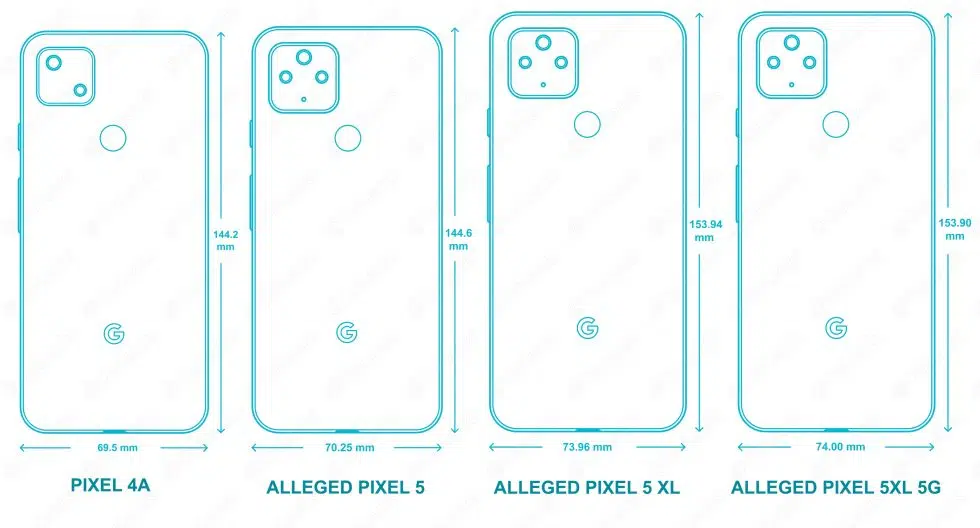 144.2
mm
144.6
mm
153.94
mm
153.90
mm
G
G
G
G
69.5 mm
70.25 mm
73.96 mm
74.00 mm
PIXEL 4A
ALLEGED PIXEL 5
ALLEGED PIXEL 5 XL
ALLEGED PIXEL 5XL 5G